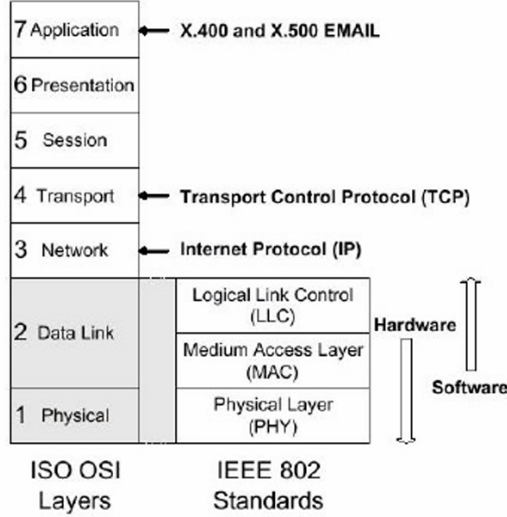 7 Application
X.400 and X.500 EMAIL
6 Presentation
5 Session
4 Transport
Transport Control Protocol (TCP)
3 Network
Internet Protocol (IP)
2 Data Link
Logical Link Control
(LLC)
Medium Access Layer
(MAC)
Hardware
Software
1 Physical
Physical Layer
(PHY)
ISO OSI
Layers
IEEE 802
Standards